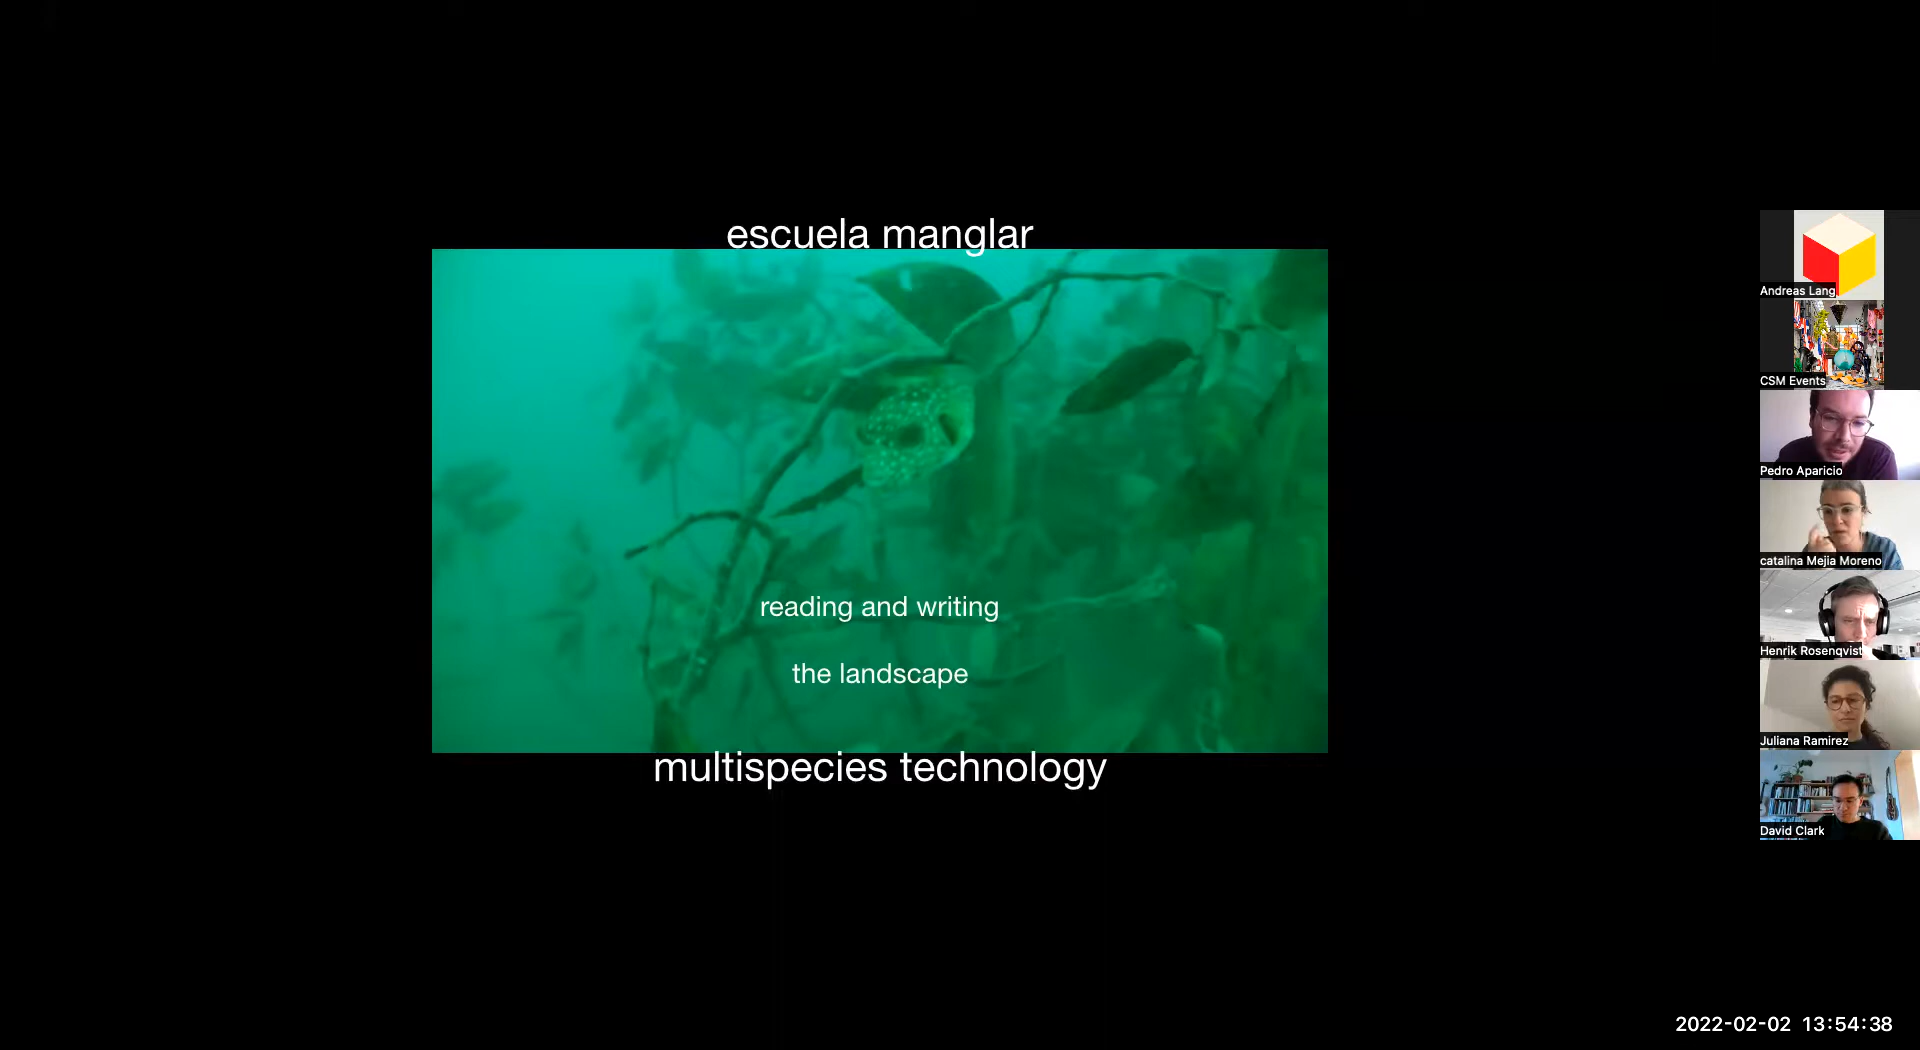 escuela manglar
reading and writing
the landscape
multispecies technology
Andreas Lang
CSM Events
Pedro Aparicio
catalina Mejia Moreno
Henrik Rosenqvist
Juliana Ramirez
David Clark
2022-02-02 13:54:38